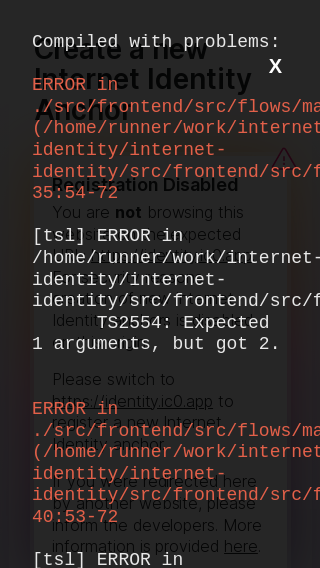 Compiled with problems:
X
ERROR in
./src/frontend/src/flows/ma
(/home/runner/work/internet
identity/internet-
identity/src/frontend/src/f
35:54-72
[tsl] ERROR in
/home/runner/work/internet-
identity/internet-
identity/src/frontend/src/f
TS2554: Expected
1 arguments, but got 2.
ERROR in
./src/frontend/src/flows/ma
(/home/runner/work/internet
identity/internet-
identity/src/frontend/src/f
40:53-72
[tsl] ERROR in
Create a new
Internet Identity
Anchor
Registration Disabled
You are not browsing this
expected
Identity
Please switch to
https://identity.ic0.app to
register a new Internet
Identity anchor.
If you were redirected here
by another website, please
inform the developers. More
information is provided here.